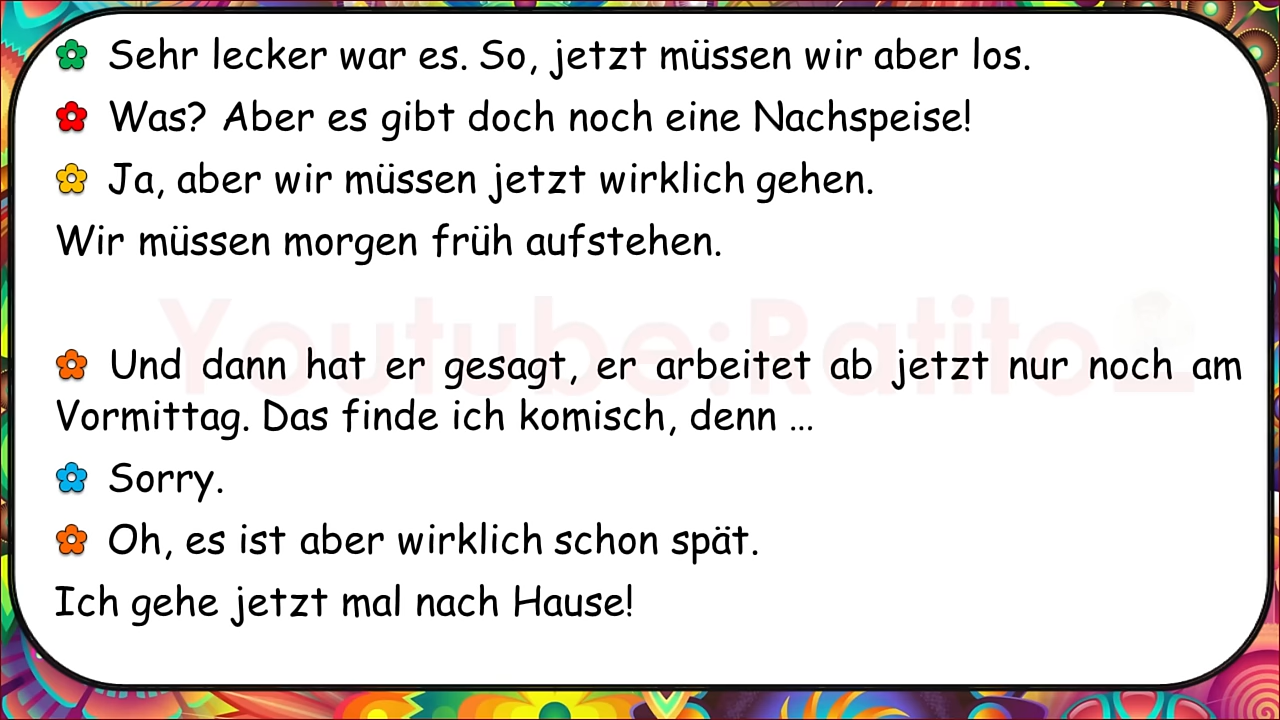 Sehr lecker war es. So, jetzt müssen wir aber los.
Was? Aber es gibt doch noch eine Nachspeise!
Ja, aber wir müssen jetzt wirklich gehen.
Wir müssen morgen früh aufstehen.
Youtube:Ratito
Und dann hat er gesagt, er arbeitet ab jetzt nur noch am
Vormittag. Das finde ich komisch, denn ...
Sorry.
Oh, es ist aber wirklich schon spät.
Ich gehe jetzt mal nach Hause!